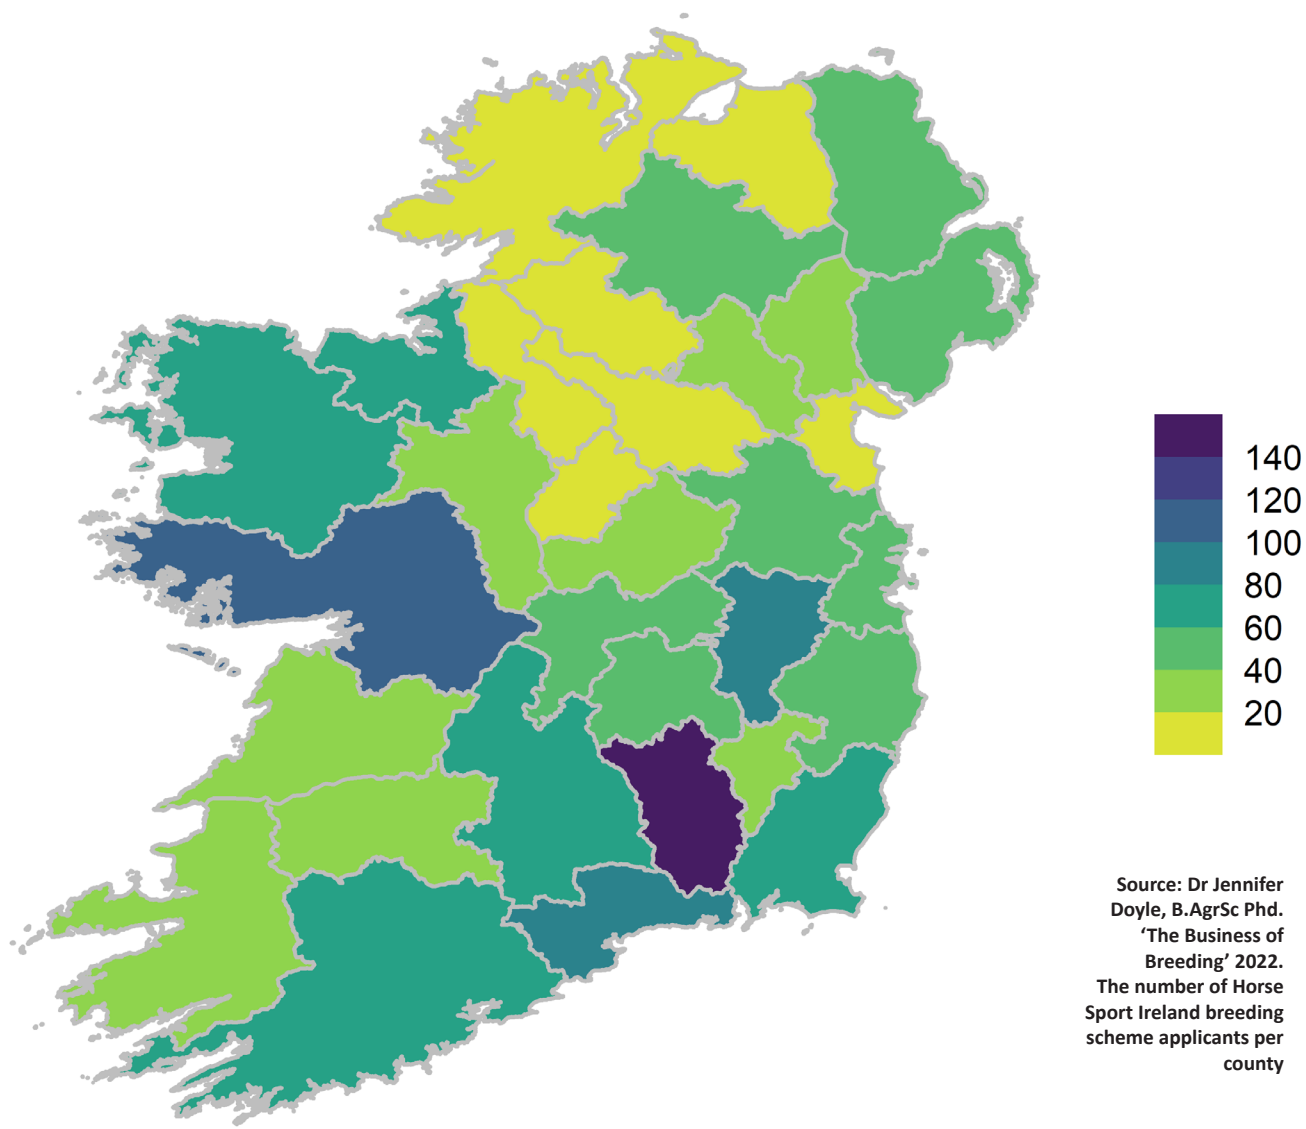 140
120
100
80
60
40
20
Source: Dr Jennifer
Doyle, B.AgrSc Phd.
‘The Business of
Breeding’ 2022.
The number of Horse
Sport Ireland breeding
scheme applicants per
county